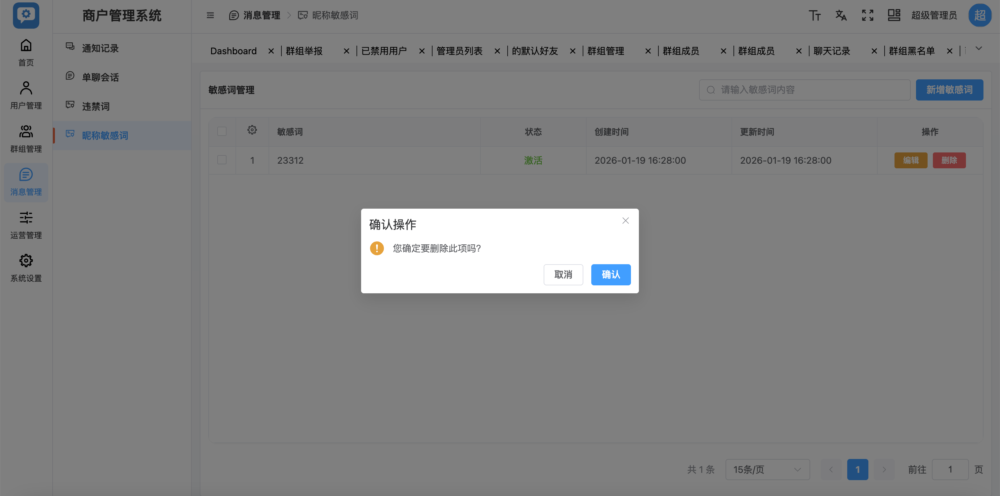 商户管理系统
消息管理
昵称敏感词
超级管理员
超
首页
用户管理
群组管理
消息管理
运营管理
系统设置
通知记录
单聊会话
违禁词
昵称敏感词
Dashboard
群组举报
已禁用用户
管理员列表
的默认好友
群组管理
群组成员
群组成员
聊天记录
群组黑名单
敏感词管理
请输入敏感词内容
新增敏感词
敏感词 状态 创建时间 更新时间 操作
1 23312 激活 2026-01-19 16:28:00 2026-01-19 16:28:00 编辑 删除
确认操作
您确定要删除此项吗?
取消 确认
共 1 条 15条/页 1 前往 1 页